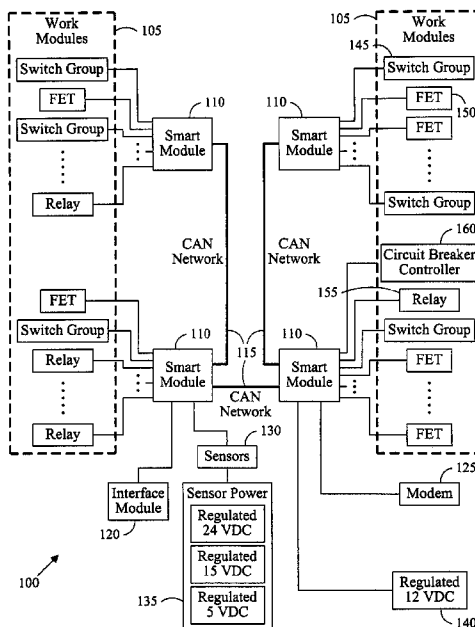 Work
Modules
105
Switch Group
FET
Switch Group
Relay
110
Smart
Module
CAN
Network
FET
Switch Group
Relay
Relay
110
Smart
Module
115
CAN
Network
110
Smart
Module
CAN
Network
110
Smart
Module
105
Work
Modules
145
Switch Group
FET
150
FET
Switch Group
160
Circuit Breaker
Controller
155
Relay
Switch Group
FET
FET
130
Sensors
Interface
Module
120
Sensor Power
Regulated
24 VDC
Regulated
15 VDC
Regulated
5 VDC
135
125
Modem
Regulated
12 VDC
140
100